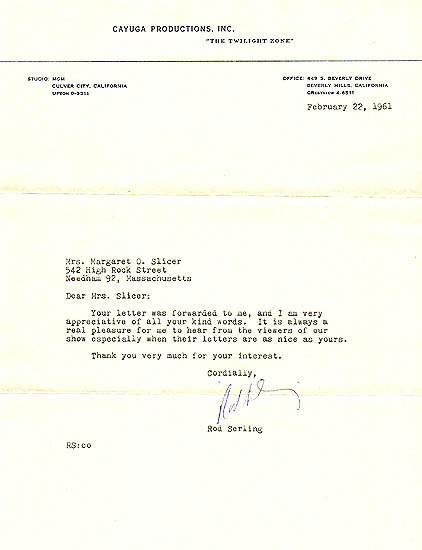 CAYUGA PRODUCTIONS, INC.
"THE TWILIGHT ZONE"
STUDIO: MGM
CULVER CITY, CALIFORNIA
UPTON 0-3311
OFFICE: 449 S. BEVERLY DRIVE
BEVERLY HILLS, CALIFORNIA
CRESTVIEW 4-6511
February 22, 1961
Mrs. Margaret O. Slicer
542 High Rock Street
Needham 92, Massachusetts
Dear Mrs. Slicer:
Your letter was forwarded to me, and I am very
appreciative of all your kind words. It is always a
real pleasure for me to hear from the viewers of our
show especially when their letters are as nice as yours.
Thank you very much for your interest.
Cordially,
Rod Serling
RS:co